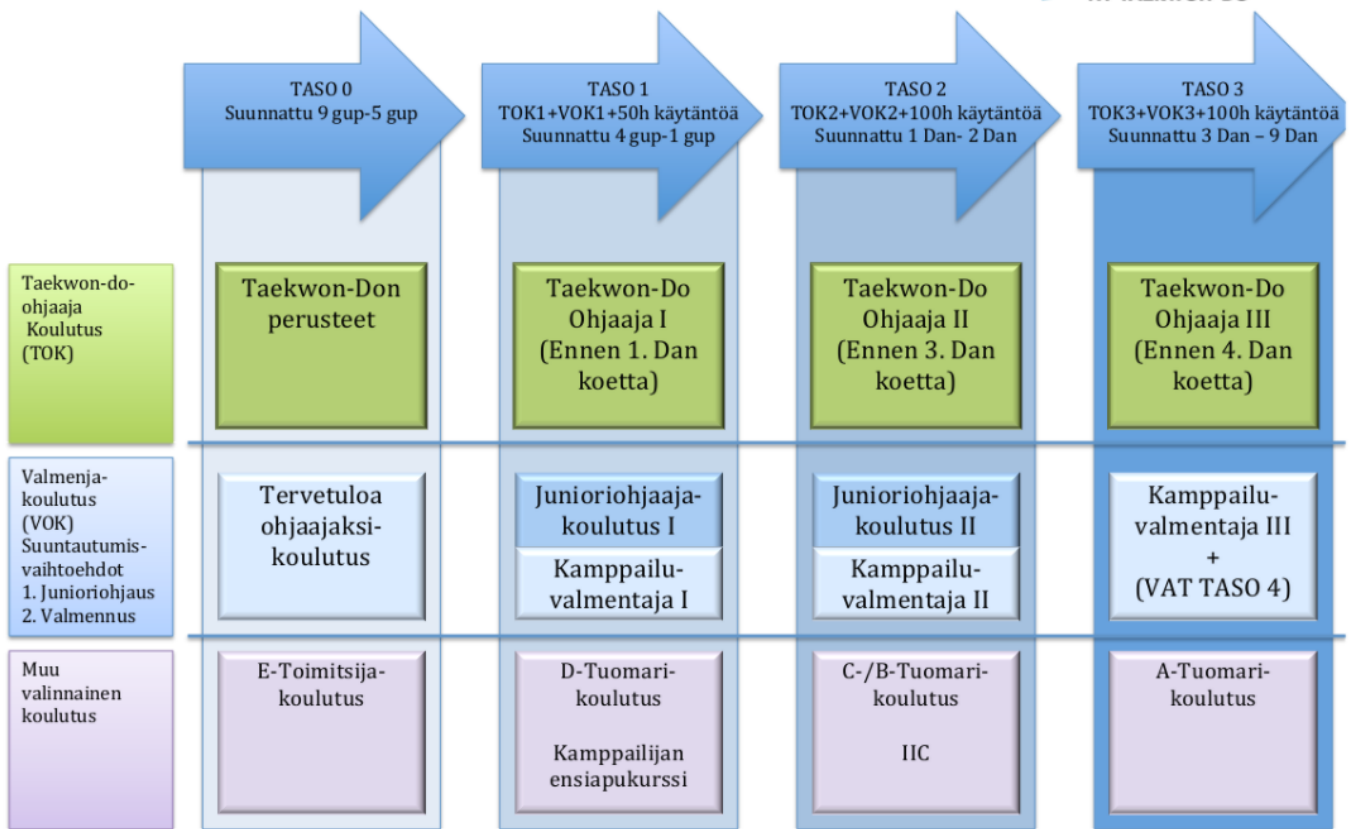 TASO 0
Suunnattu 9 gup-5 gup
TASO 1
TOK1+VOK1+50h käytäntöä
Suunnattu 4 gup-1 gup
TASO 2
TOK2+VOK2+100h käytäntöä
Suunnattu 1 Dan- 2 Dan
TASO 3
TOK3+VOK3+100h käytäntöä
Suunnattu 3 Dan – 9 Dan
Taekwon-do-
ohjaaja
Koulutus
(TOK)
Taekwon-Don
perusteet
Taekwon-Do
Ohjaaja I
(Ennen 1. Dan
koetta)
Taekwon-Do
Ohjaaja II
(Ennen 3. Dan
koetta)
Taekwon-Do
Ohjaaja III
(Ennen 4. Dan
koetta)
Valmenja-
koulutus
(VOK)
Suuntautumis-
vaihtoehdot
1. Junioriohjaus
2. Valmennus
Tervetuloa
ohjaajaksi-
koulutus
Junioriohjaaja-
koulutus I
Kamppailu-
valmentaja I
Junioriohjaaja-
koulutus II
Kamppailu-
valmentaja II
Kamppailu-
valmentaja III
+
(VAT TASO 4)
Muu
valinnainen
koulutus
E-Toimitsija-
koulutus
D-Tuomari-
koulutus
Kamppailijan
ensiapukurssi
C-/B-Tuomari-
koulutus
IIC
A-Tuomari-
koulutus